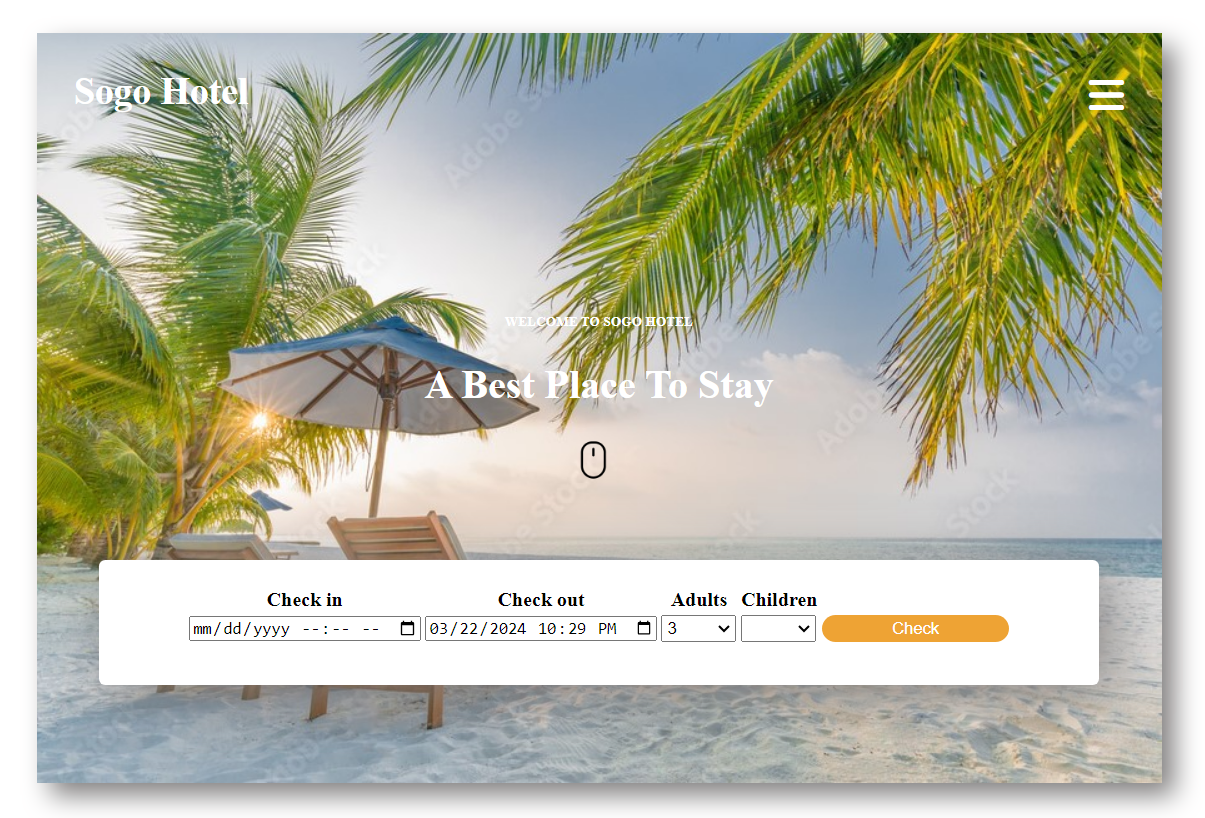 Sogo Hotel
WELCOME TO SOGO HOTEL
A Best Place To Stay
Check in Check out Adults Children
mm/dd/yyyy --:-- -- 03/22/2024 10:29 PM 3 Check
Adobe Stock